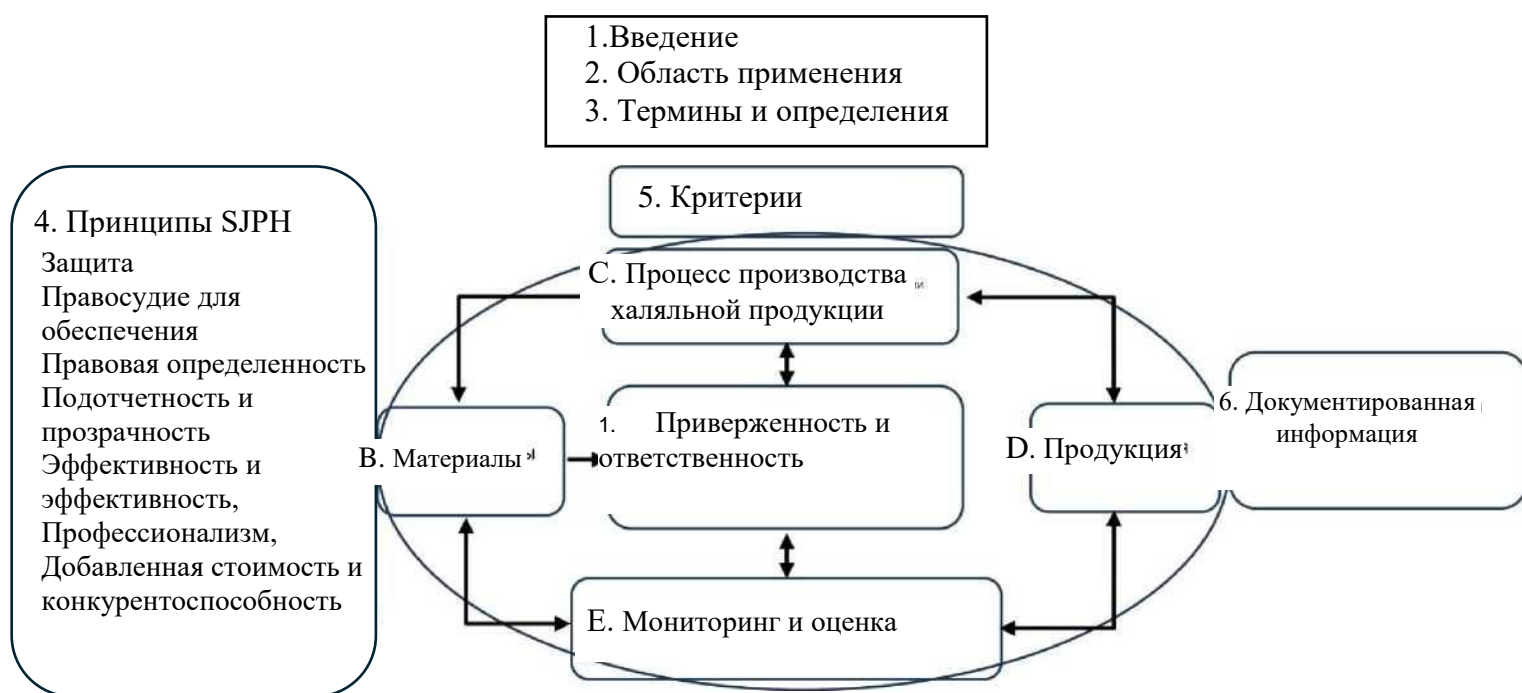 1.Введение
2. Область применения
3. Термины и определения
4. Принципы SJPH
Защита
Правосудие для
обеспечения
Правовая определенность
Подотчетность и
прозрачность
Эффективность и
эффективность,
Профессионализм,
Добавленная стоимость и
конкурентоспособность
5. Критерии
C. Процесс производства
халяльной продукции
B. Материалы
1. Приверженность и
ответственность
D. Продукция
E. Мониторинг и оценка
6. Документированная
информация